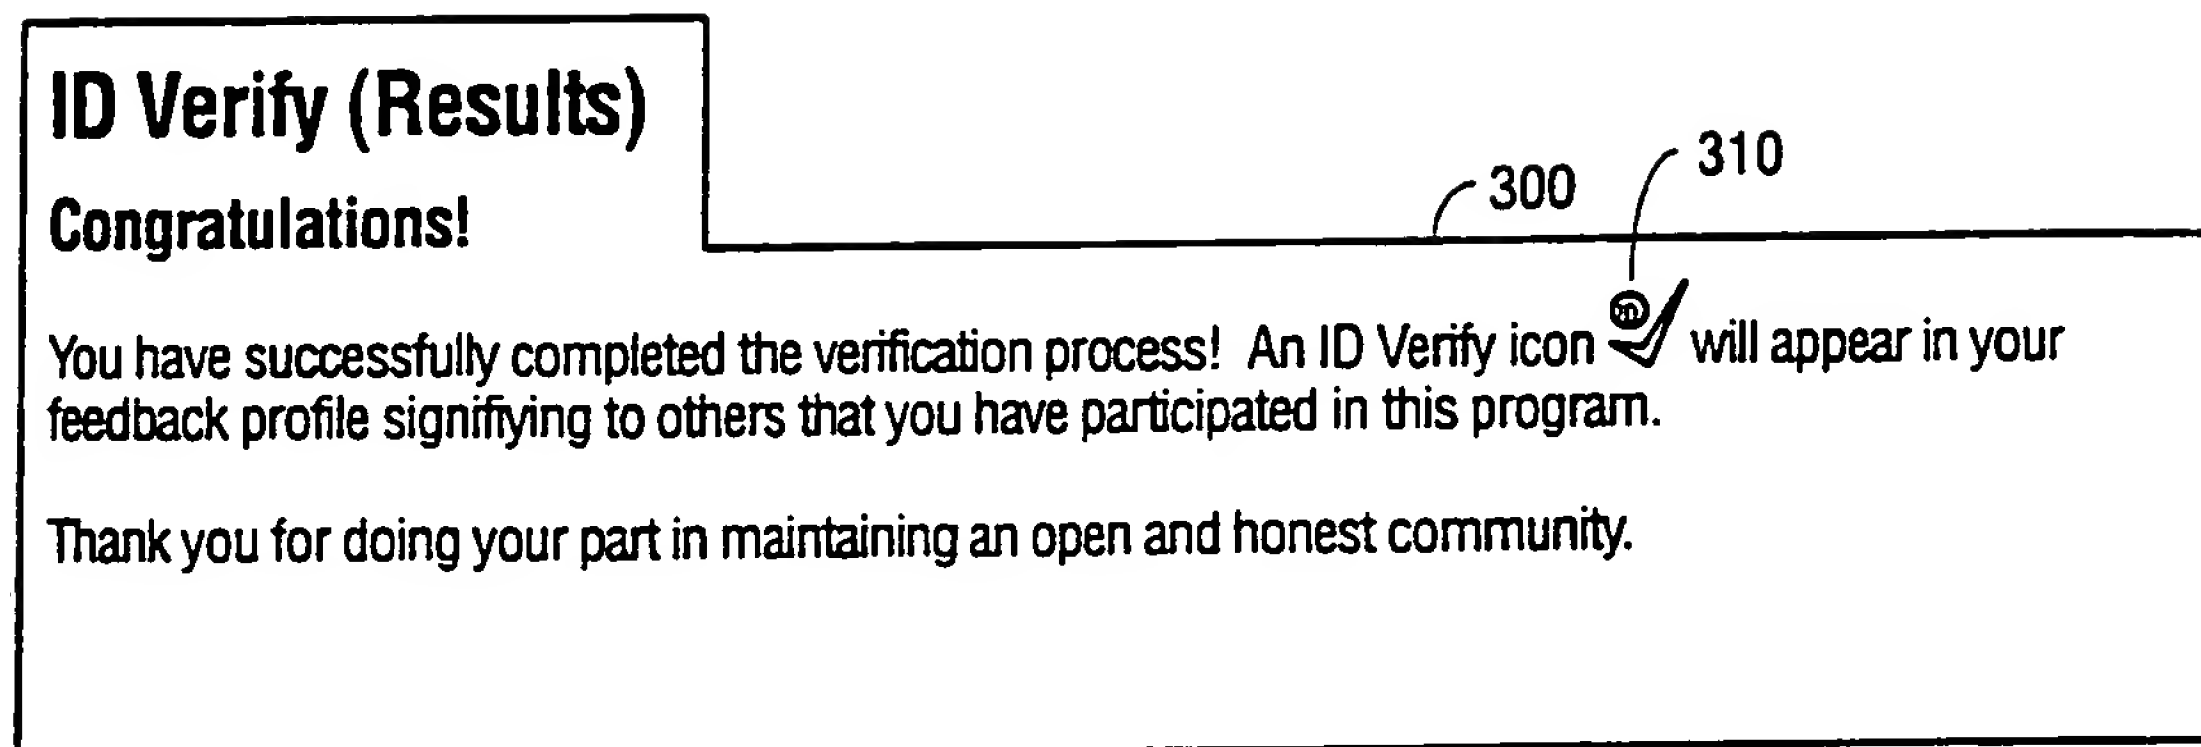 ID Verify (Results)
Congratulations!
300
310
You have successfully completed the verification process! An ID Verify icon will appear in your
feedback profile signifiying to others that you have participated in this program.
Thank you for doing your part in maintaining an open and honest community.